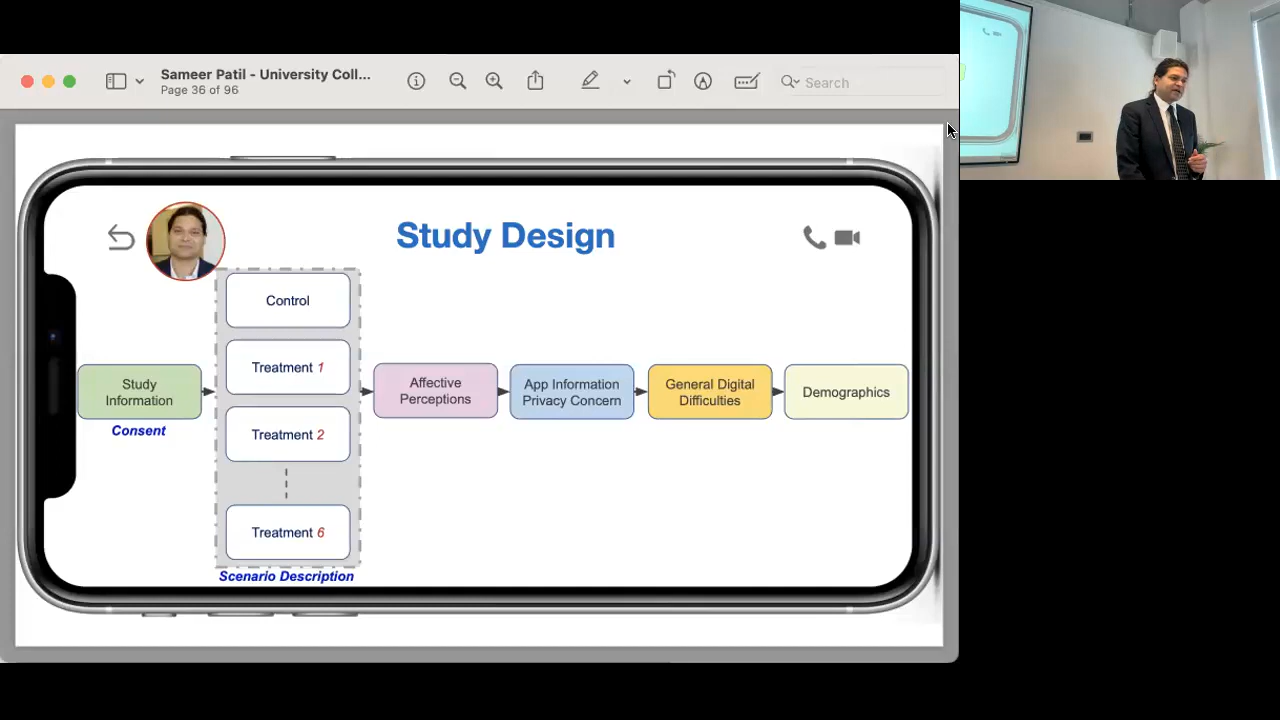 Sameer Patil - University Coll...
Page 36 of 96
Search
Study Design
Control
Treatment 1
Treatment 2
Treatment 6
Scenario Description
Study
Information
Consent
Affective
Perceptions
App Information
Privacy Concern
General Digital
Difficulties
Demographics